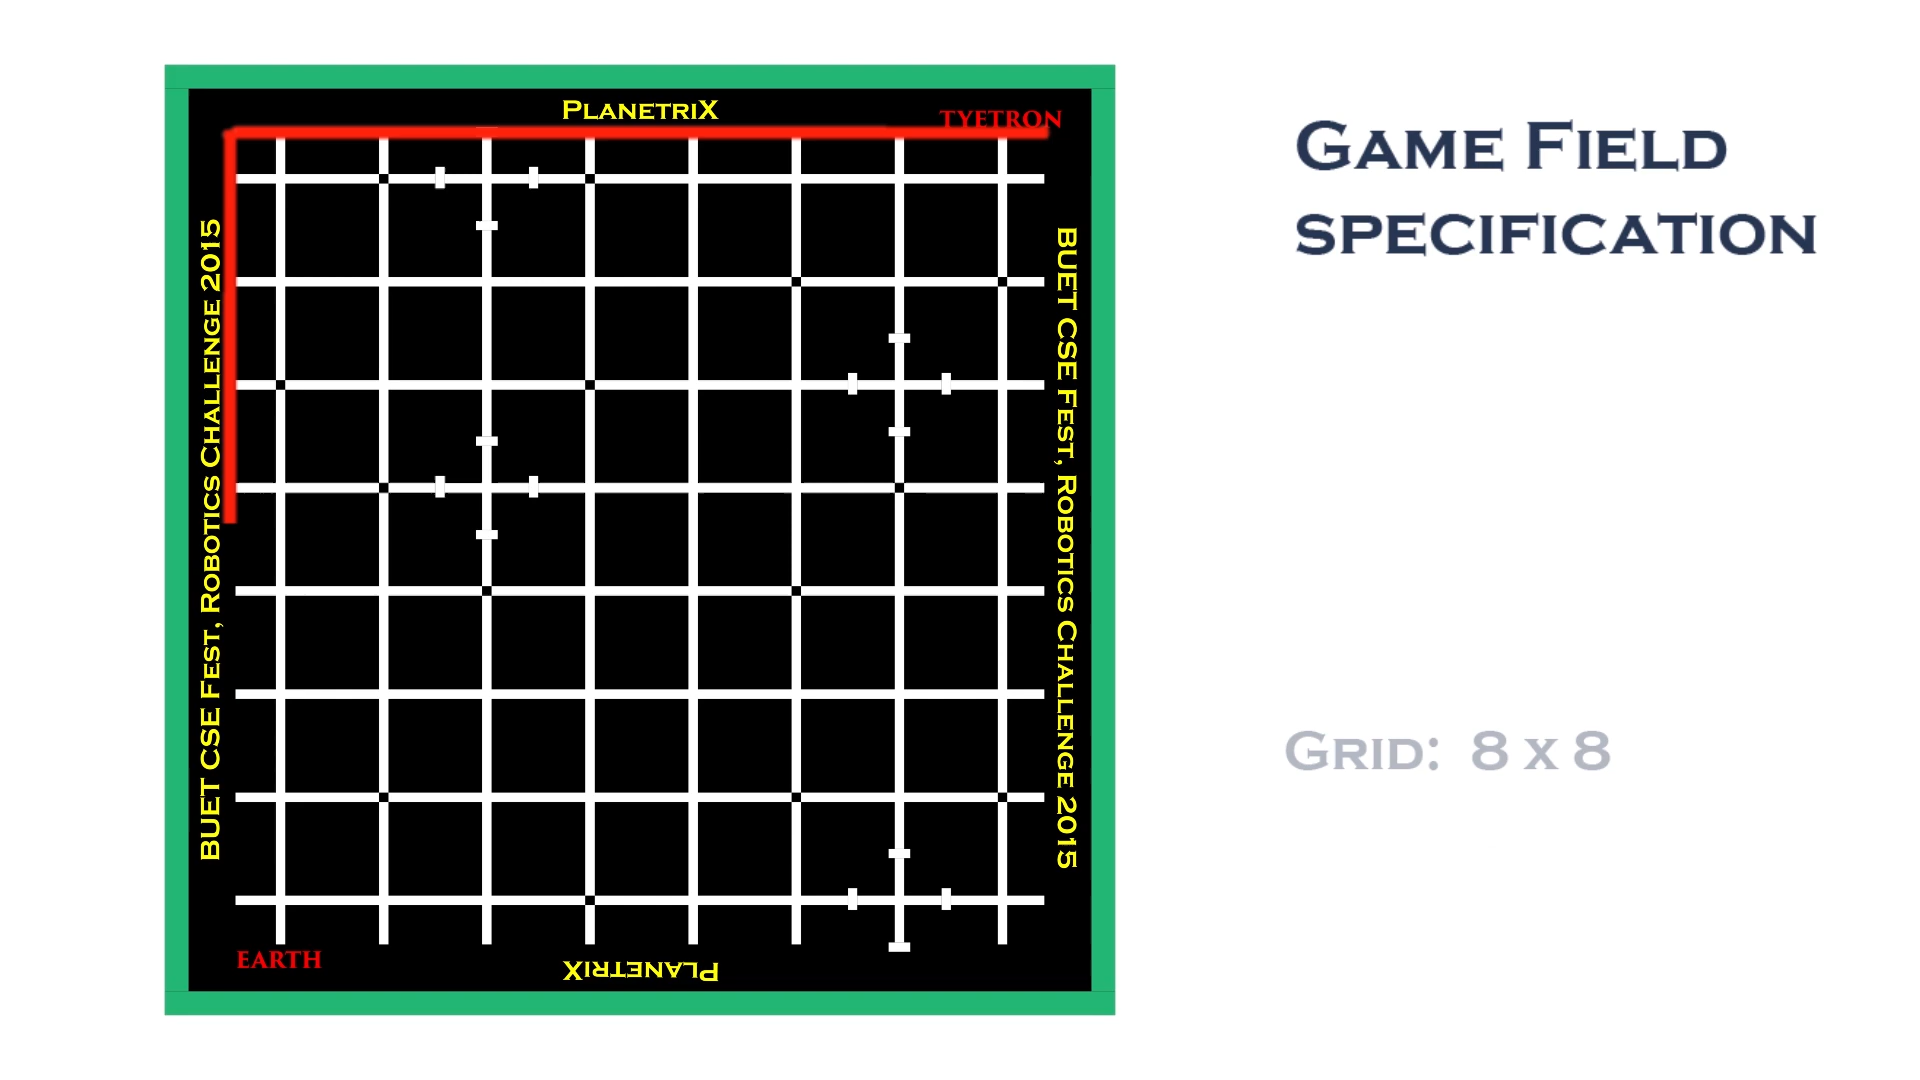 PLANETRIX
TYETRON
GAME FIELD
SPECIFICATION
BUET CSE FEST, ROBOTICS CHALLENGE 2015
BUET CSE FEST, ROBOTICS CHALLENGE 2015
GRID: 8 X 8
EARTH
PLANETRIX